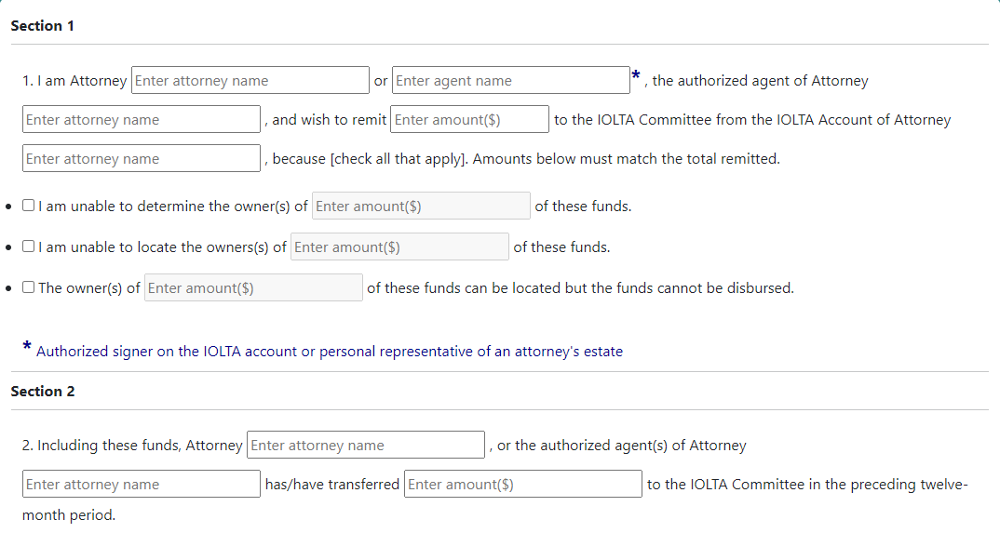 Section 1
1. I am Attorney Enter attorney name or Enter agent name * , the authorized agent of Attorney
Enter attorney name , and wish to remit Enter amount($) to the IOLTA Committee from the IOLTA Account of Attorney
Enter attorney name , because [check all that apply]. Amounts below must match the total remitted.
• I am unable to determine the owner(s) of Enter amount($) of these funds.
• I am unable to locate the owners(s) of Enter amount($) of these funds.
• The owner(s) of Enter amount($) of these funds can be located but the funds cannot be disbursed.
* Authorized signer on the IOLTA account or personal representative of an attorney's estate
Section 2
2. Including these funds, Attorney Enter attorney name , or the authorized agent(s) of Attorney
Enter attorney name has/have transferred Enter amount($) to the IOLTA Committee in the preceding twelve-
month period.